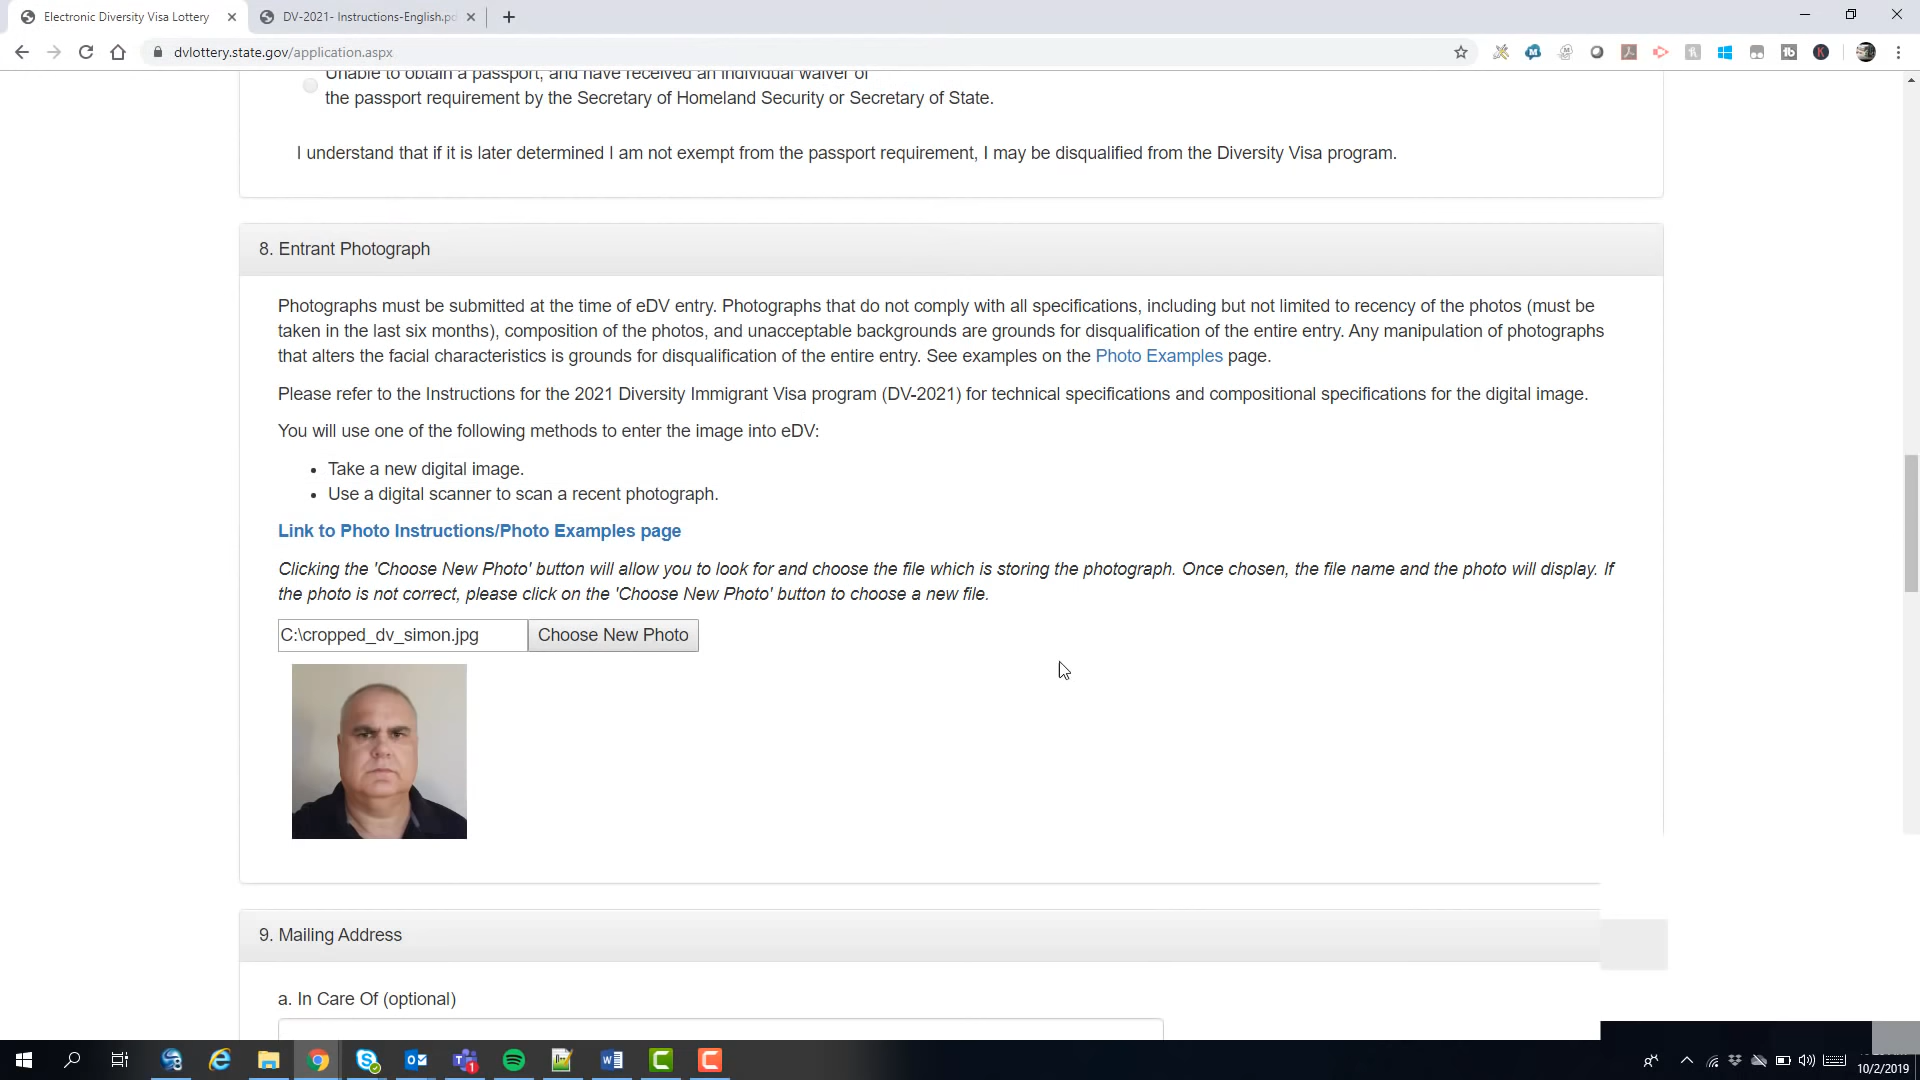 Electronic Diversity Visa Lottery
DV-2021- Instructions-English.pd
dvlottery.state.gov/application.aspx
Unable to obtain a passport, and have received an individual waiver of
the passport requirement by the Secretary of Homeland Security or Secretary of State.
I understand that if it is later determined I am not exempt from the passport requirement, I may be disqualified from the Diversity Visa program.
8. Entrant Photograph
Photographs must be submitted at the time of eDV entry. Photographs that do not comply with all specifications, including but not limited to recency of the photos (must be
taken in the last six months), composition of the photos, and unacceptable backgrounds are grounds for disqualification of the entire entry. Any manipulation of photographs
that alters the facial characteristics is grounds for disqualification of the entire entry. See examples on the Photo Examples page.
Please refer to the Instructions for the 2021 Diversity Immigrant Visa program (DV-2021) for technical specifications and compositional specifications for the digital image.
You will use one of the following methods to enter the image into eDV:
• Take a new digital image.
• Use a digital scanner to scan a recent photograph.
Link to Photo Instructions/Photo Examples page
Clicking the 'Choose New Photo' button will allow you to look for and choose the file which is storing the photograph. Once chosen, the file name and the photo will display. If
the photo is not correct, please click on the 'Choose New Photo' button to choose a new file.
C:\cropped_dv_simon.jpg
Choose New Photo
9. Mailing Address
a. In Care Of (optional)
10/2/2019